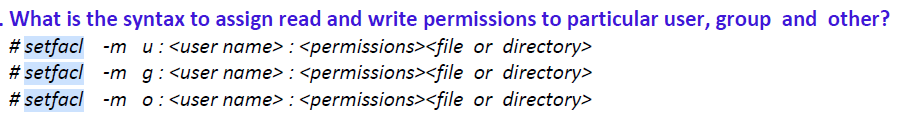 . What is the syntax to assign read and write permissions to particular user, group and other?
# setfacl -m u : <user name> : <permissions><file or directory>
# setfacl -m g : <user name> : <permissions><file or directory>
# setfacl -m o : <user name> : <permissions><file or directory>